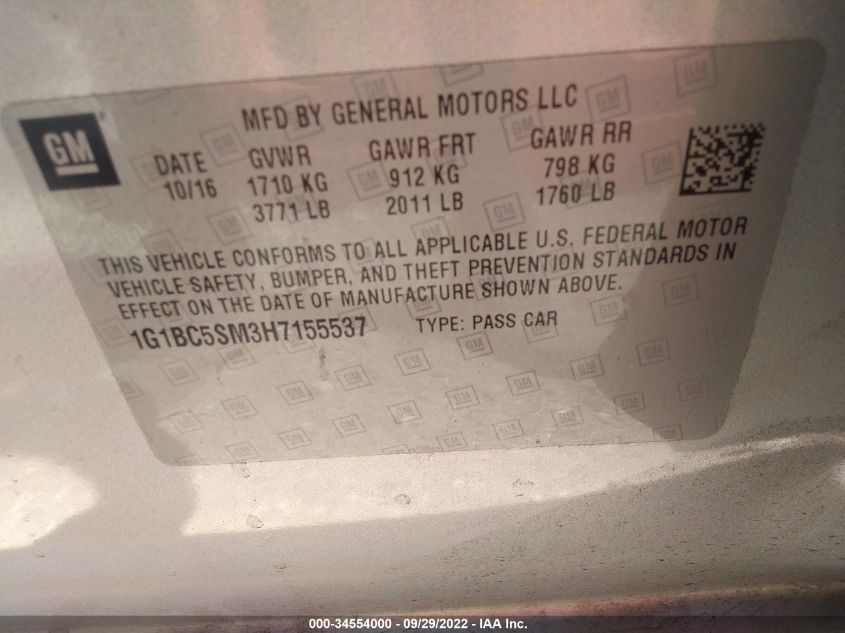 MFD BY GENERAL MOTORS LLC
GM
DATE GVWR GAWR FRT GAWR RR
10/16 1710 KG 912 KG 798 KG
3771 LB 2011 LB 1760 LB
THIS VEHICLE CONFORMS TO ALL APPLICABLE U.S. FEDERAL MOTOR
VEHICLE SAFETY, BUMPER, AND THEFT PREVENTION STANDARDS IN
EFFECT ON THE DATE OF MANUFACTURE SHOWN ABOVE.
1G1BC5SM3H7155537 TYPE: PASS CAR
000-34554000 - 09/29/2022 - IAA Inc.